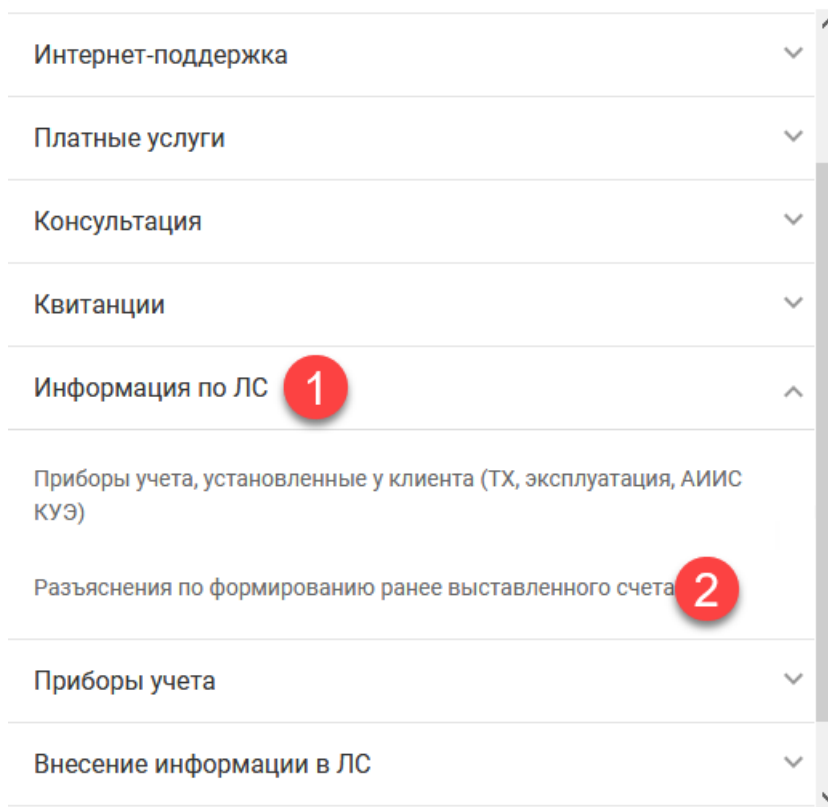 Интернет-поддержка
Платные услуги
Консультация
Квитанции
Информация по ЛС 1
Приборы учета, установленные у клиента (ТХ, эксплуатация, АИИС
КУЭ)
Разъяснения по формированию ранее выставленного счета 2
Приборы учета
Внесение информации в ЛС